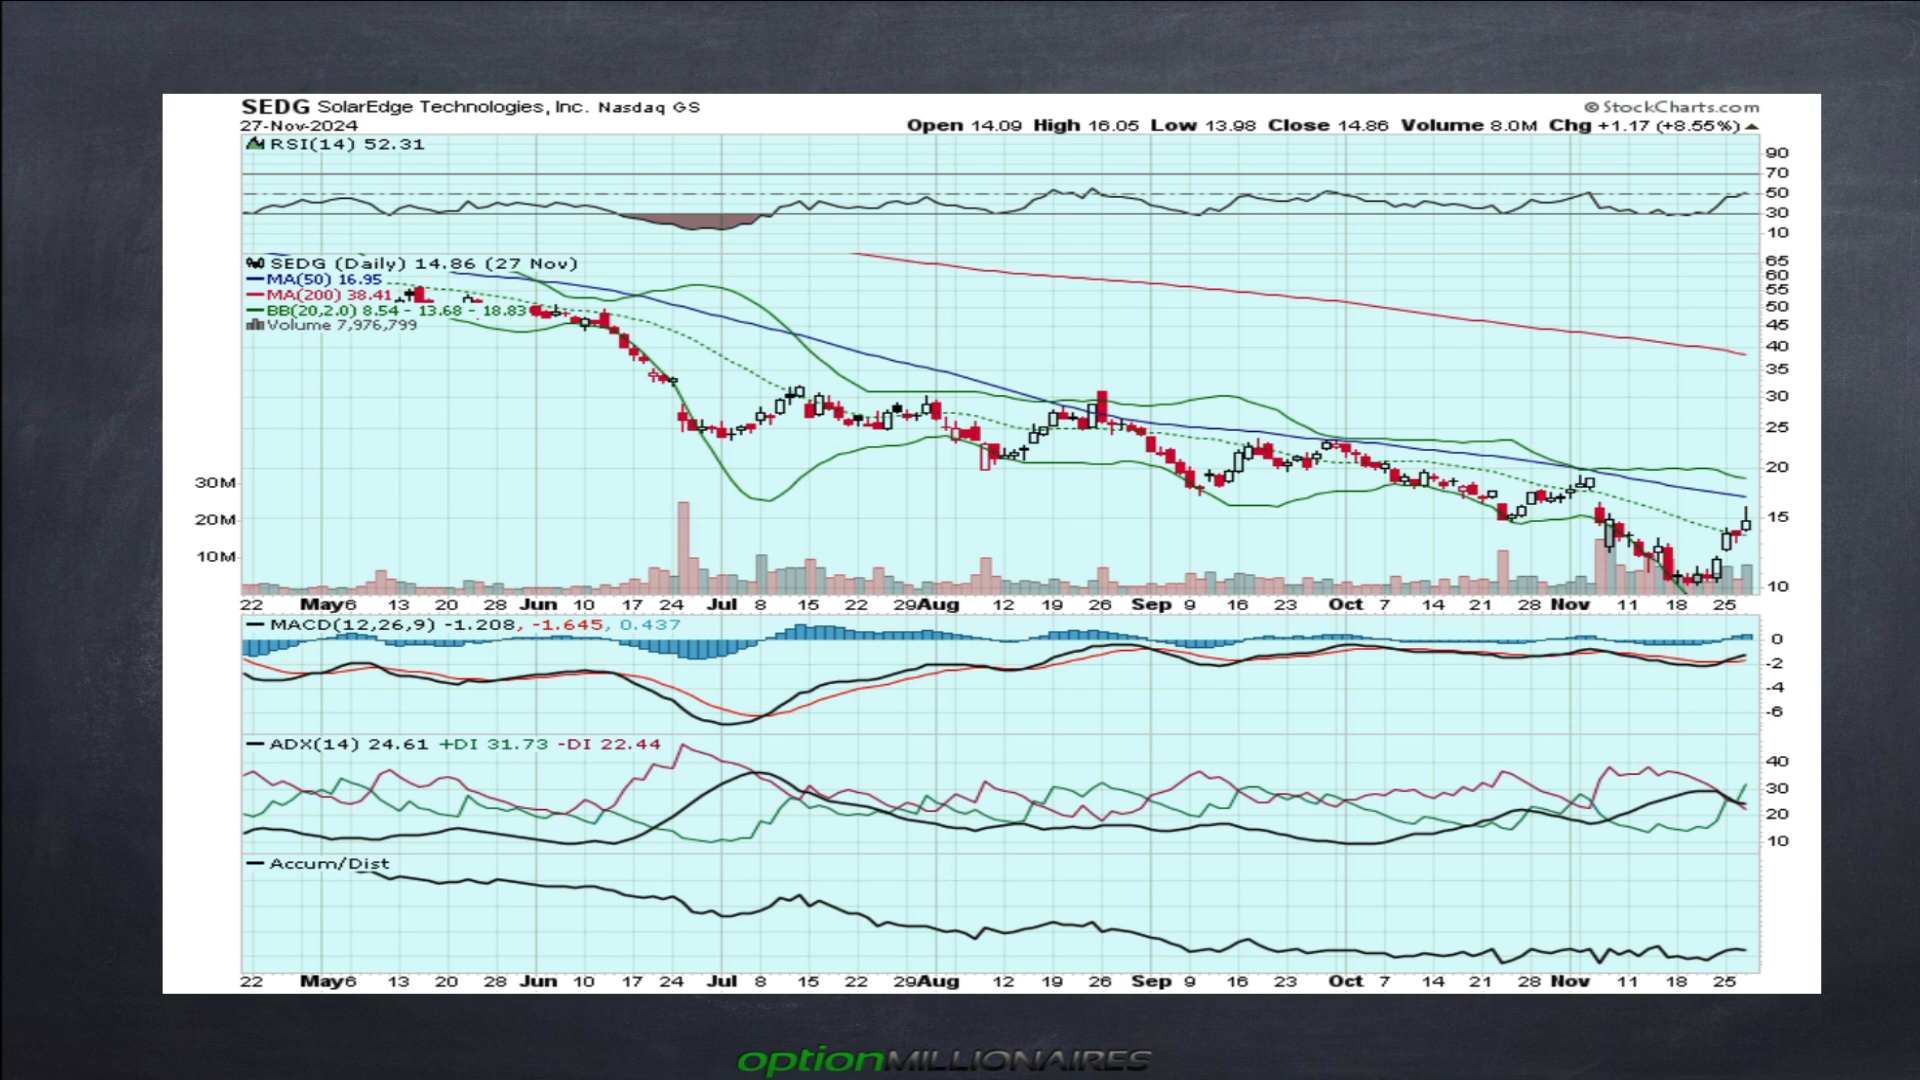 SEDG SolarEdge Technologies, Inc. Nasdaq GS © StockCharts.com
27-Nov-2024 Open 14.09 High 16.05 Low 13.98 Close 14.86 Volume 8.0M Chg +1.17 (+8.55%)
RSI(14) 52.31
90
70
50
30
10
SEDG (Daily) 14.86 (27 Nov)
MA(50) 16.95
MA(200) 38.41
BB(20,2.0) 8.54 - 13.68 - 18.83
Volume 7,976,799
65
60
55
50
45
40
35
30
25
20
15
10
30M
20M
10M
22 May 6 13 20 28 Jun 10 17 24 Jul 8 15 22 29 Aug 12 19 26 Sep 9 16 23 Oct 7 14 21 28 Nov 11 18 25
MACD(12,26,9) -1.208, -1.645, 0.437
0
-2
-4
-6
ADX(14) 24.61 +DI 31.73 -DI 22.44
40
30
20
10
Accum/Dist
22 May 6 13 20 28 Jun 10 17 24 Jul 8 15 22 29 Aug 12 19 26 Sep 9 16 23 Oct 7 14 21 28 Nov 11 18 25
optionMILLIONAIRES